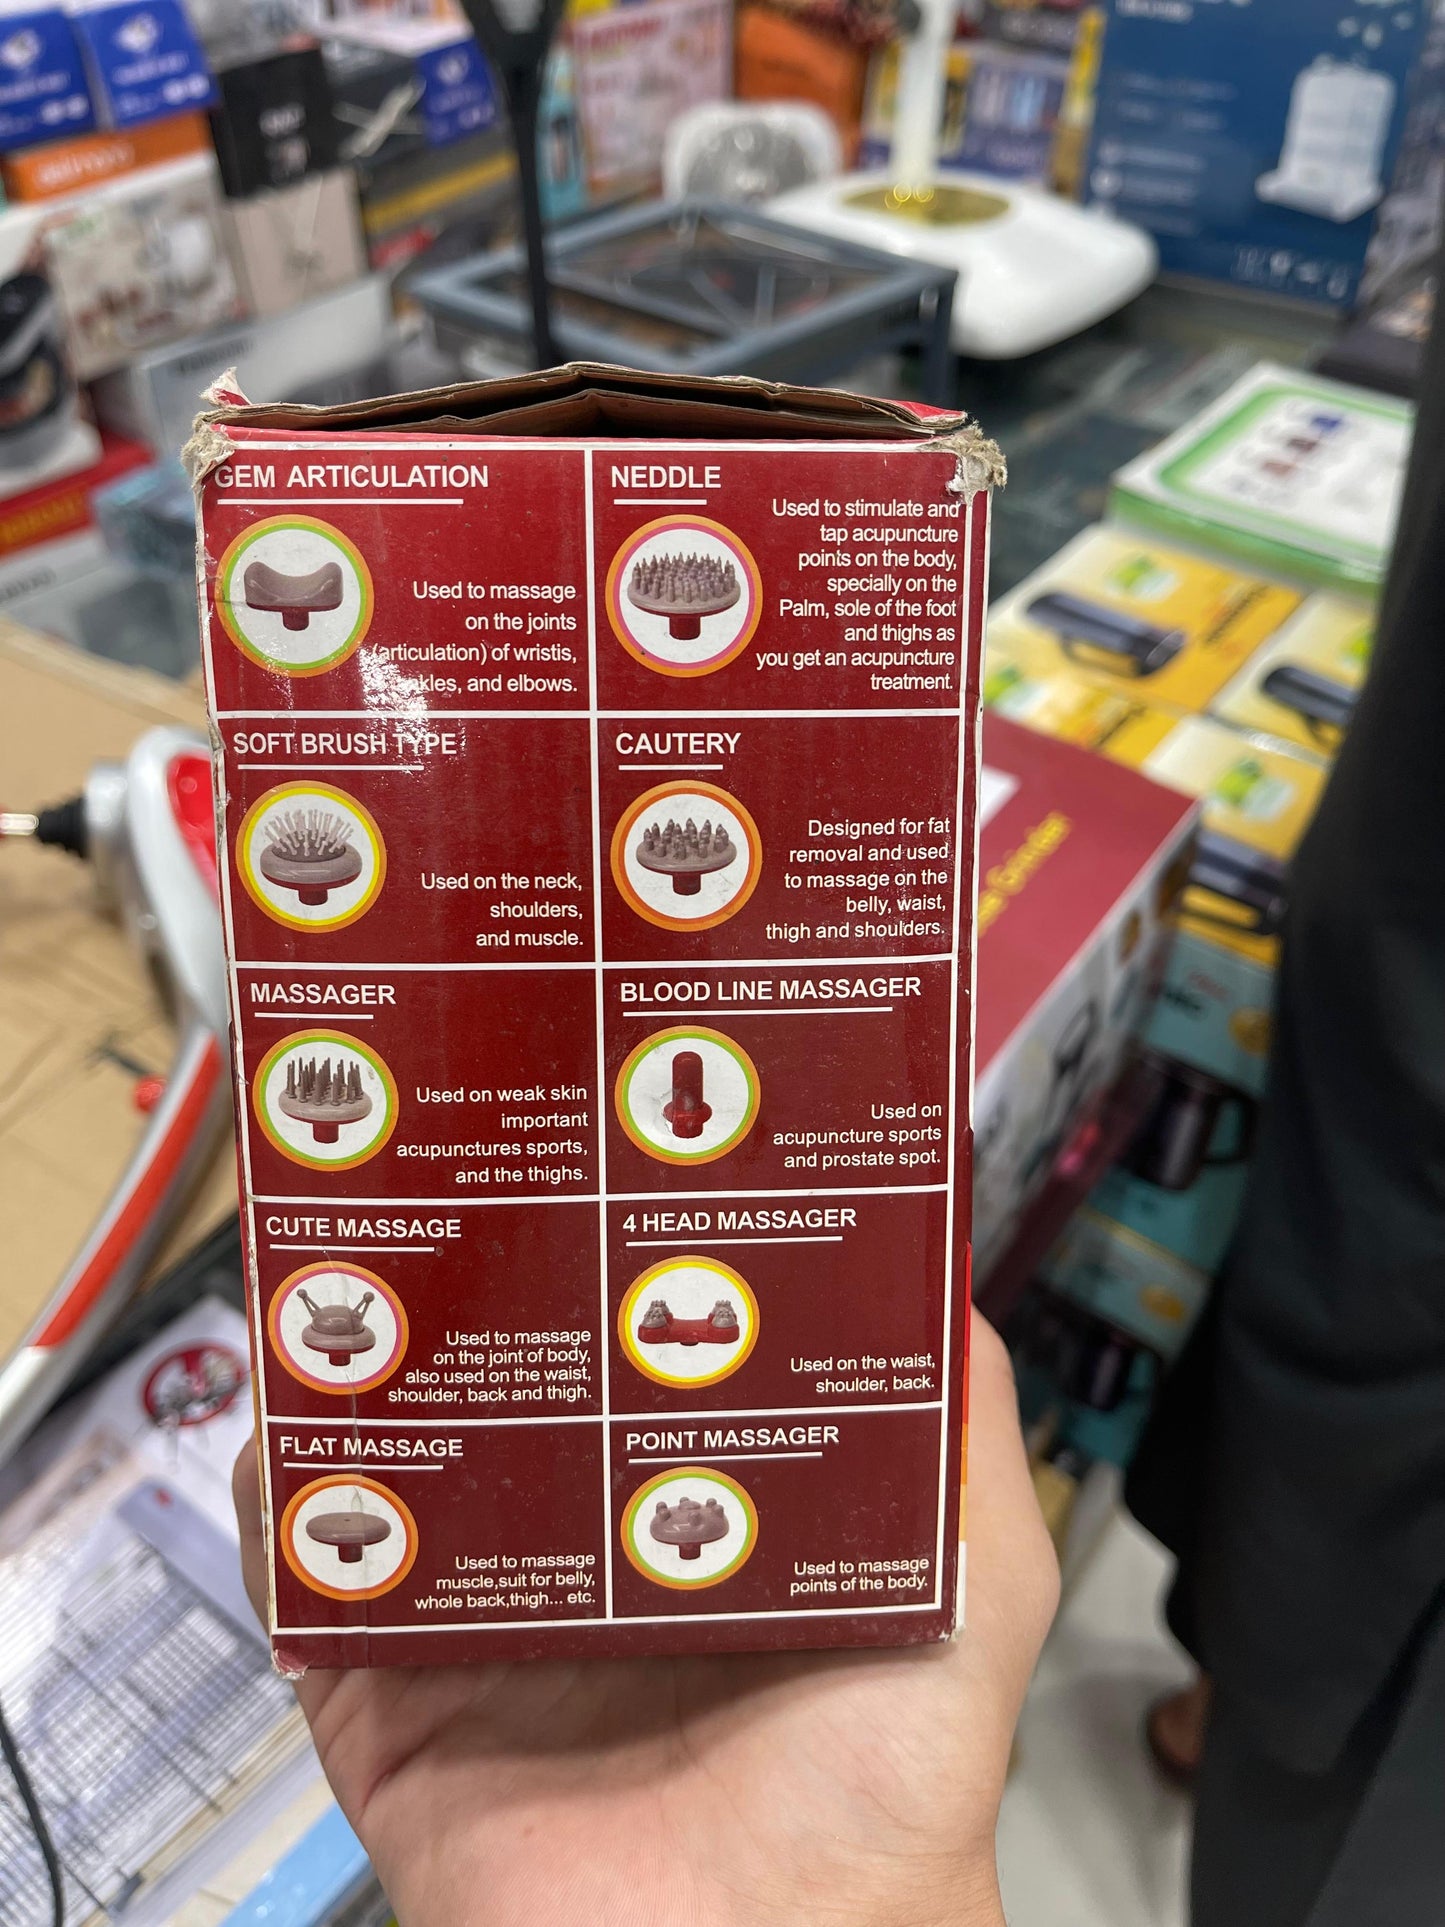 GEM ARTICULATION
Used to massage
on the joints
(articulation) of wristis,
and elbows.
NEDDLE
Used to stimulate and
tap acupuncture
points on the body,
specially on the
Palm, sole of the foot
and thighs as
you get an acupuncture
treatment.
SOFT BRUSH TYPE
Used on the neck,
shoulders,
and muscle.
CAUTERY
Designed for fat
removal and used
to massage on the
belly, waist,
thigh and shoulders.
MASSAGER
Used on weak skin
important
acupunctures sports,
and the thighs.
BLOOD LINE MASSAGER
Used on
acupuncture sports
and prostate spot.
CUTE MASSAGE
Used to massage
on the joint of body,
also used on the waist,
shoulder, back and thigh.
4 HEAD MASSAGER
Used on the waist,
shoulder, back.
FLAT MASSAGE
Used to massage
muscle,suit for belly,
whole back,thigh... etc.
POINT MASSAGER
Used to massage
points of the body.